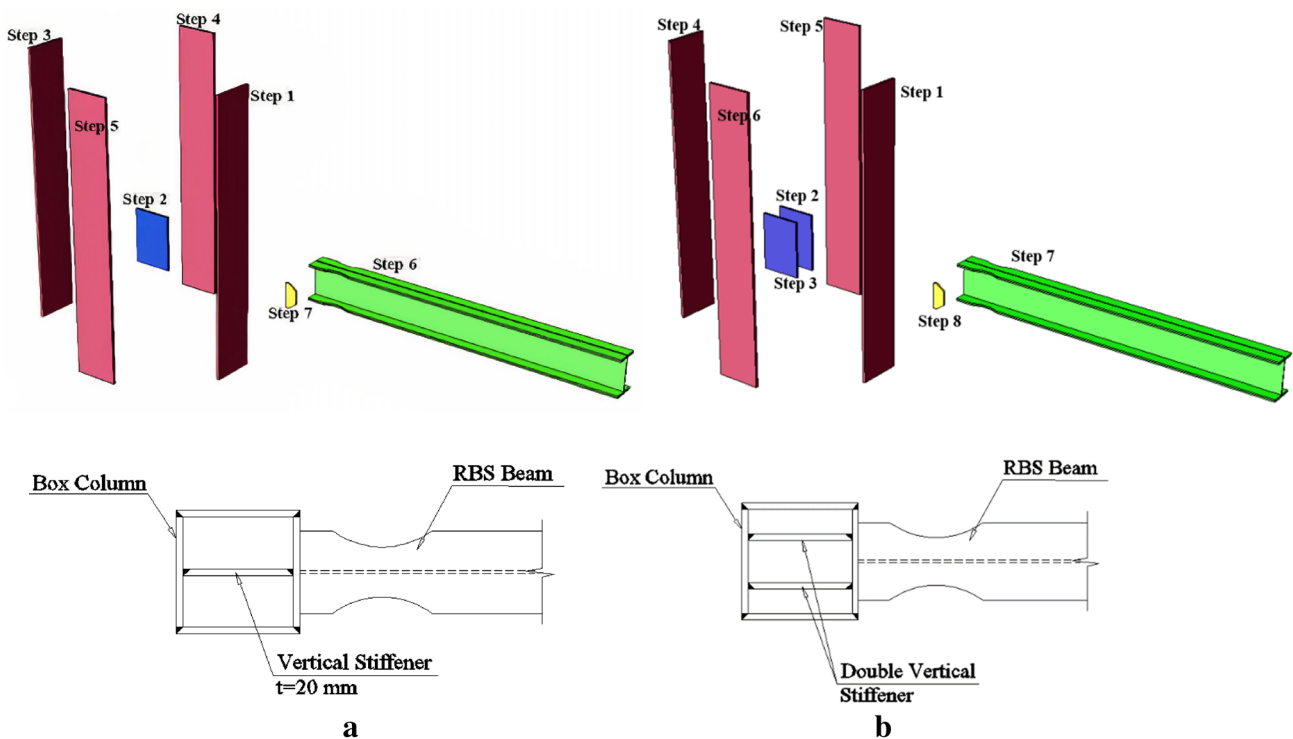 Step 3
Step 4
Step 1
Step 5
Step 2
Step 6
Step 7
Box Column
RBS Beam
Vertical Stiffener
t=20 mm
a
Step 4
Step 5
Step 1
Step 6
Step 2
Step 3
Step 7
Step 8
Box Column
RBS Beam
Double Vertical
Stiffener
b